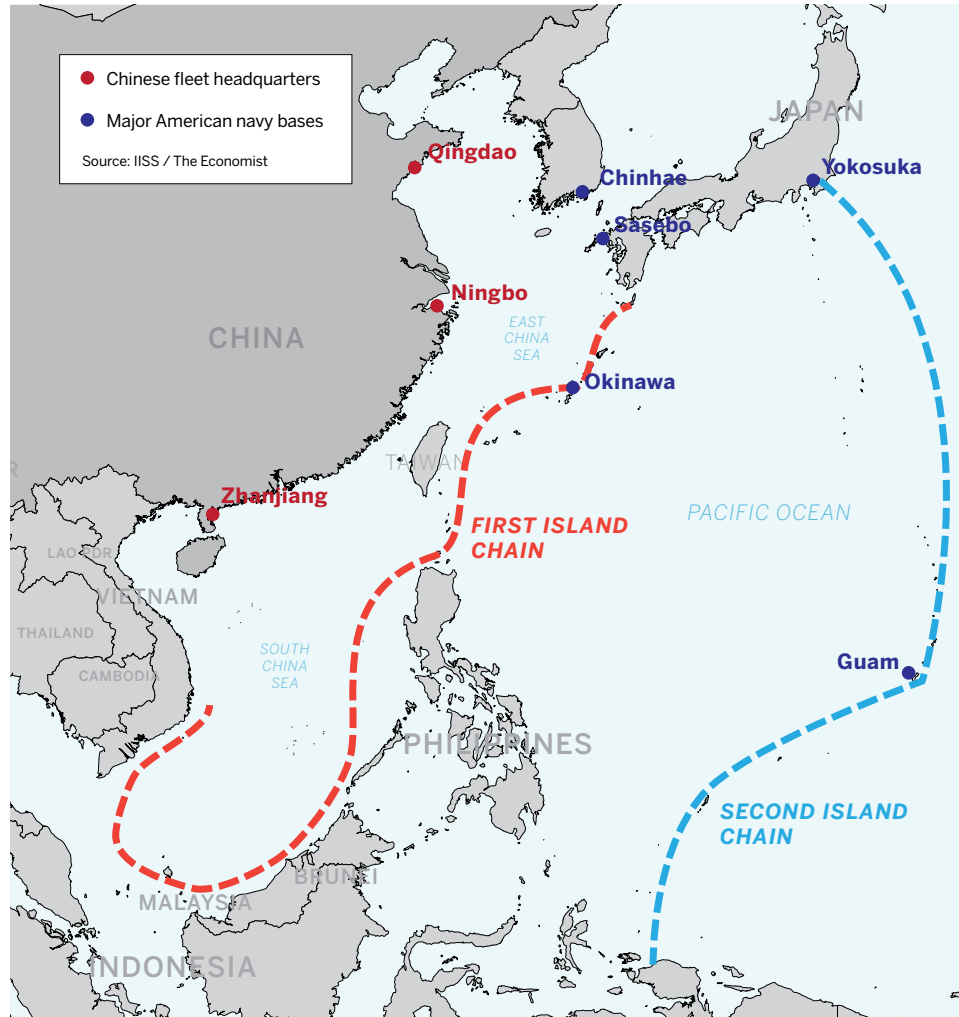 Chinese fleet headquarters
Major American navy bases
Source: IISS / The Economist
JAPAN
Qingdao
Chinhae
Yokosuka
Sasebo
Ningbo
EAST
CHINA
SEA
CHINA
Okinawa
TAIWAN
R
Zhanjiang
PACIFIC OCEAN
FIRST ISLAND
CHAIN
LAO PDR
VIETNAM
THAILAND
SOUTH
CHINA
SEA
CAMBODIA
Guam
PHILIPPINES
SECOND ISLAND
CHAIN
BRUNEI
MALAYSIA
INDONESIA